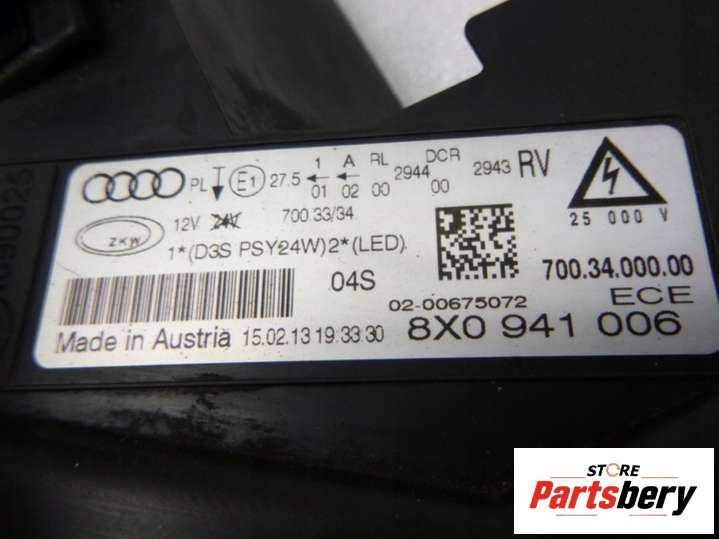 PL E1 27.5 1 A RL 2944 DCR 2943 RV
01 02 00 00
12V 24V 700.33/34
25 000 V
ZKW
1*(D3S PSY24W)2*(LED)
04S
700.34.000.00
02-00675072 ECE
Made in Austria 15.02.13 19:33:30 8X0 941 006
STORE
Partsbery